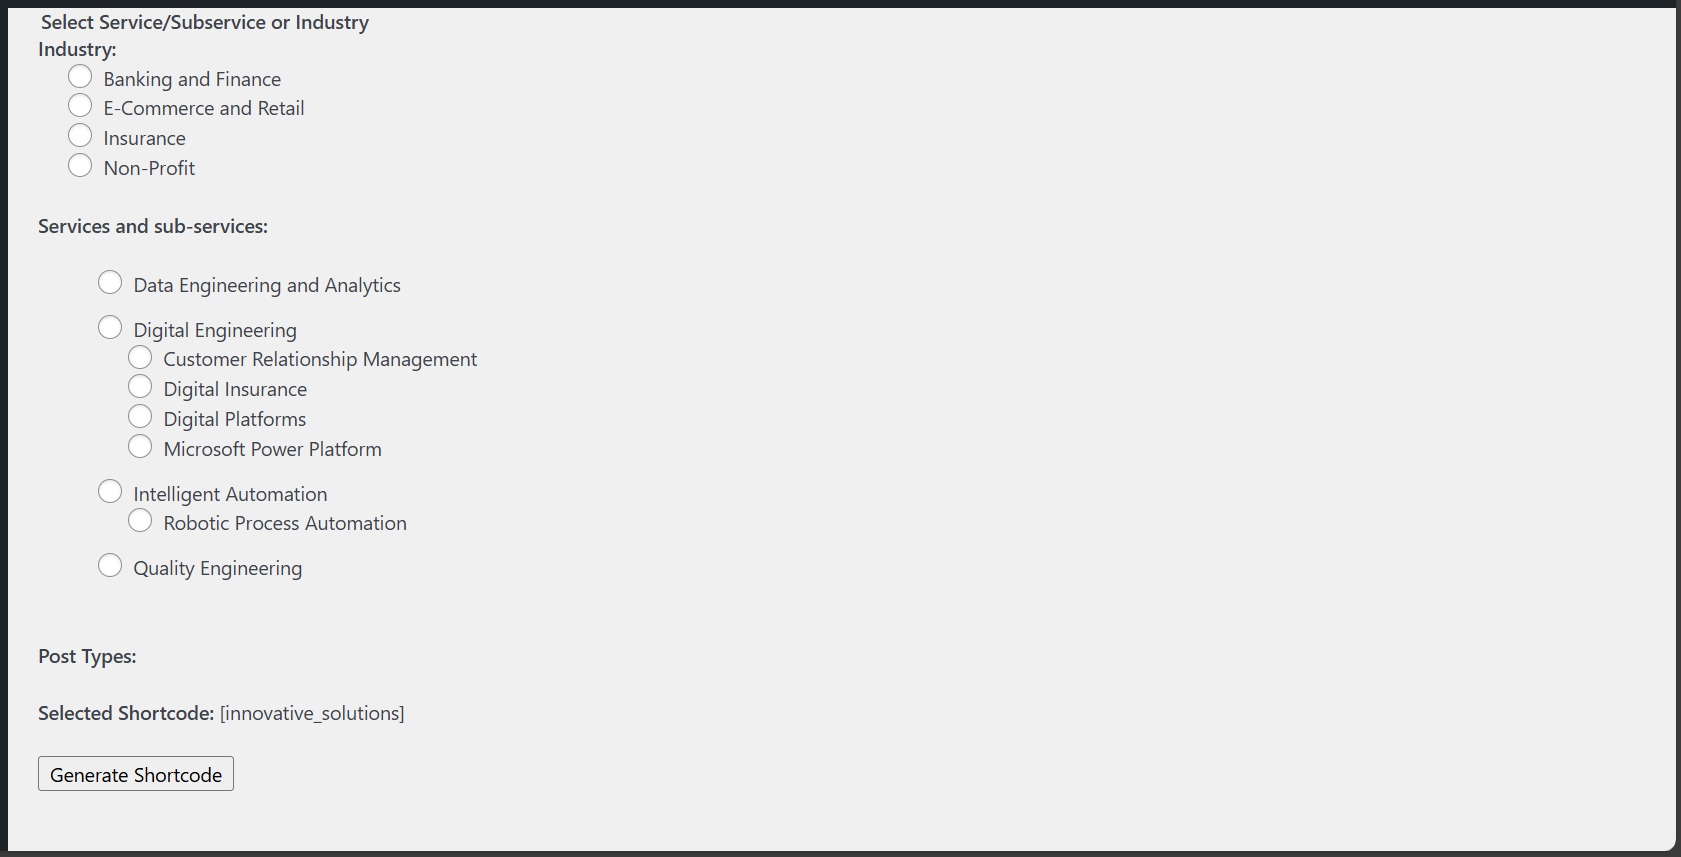 Select Service/Subservice or Industry
Industry:
Banking and Finance
E-Commerce and Retail
Insurance
Non-Profit
Services and sub-services:
Data Engineering and Analytics
Digital Engineering
Customer Relationship Management
Digital Insurance
Digital Platforms
Microsoft Power Platform
Intelligent Automation
Robotic Process Automation
Quality Engineering
Post Types:
Selected Shortcode: [innovative_solutions]
Generate Shortcode